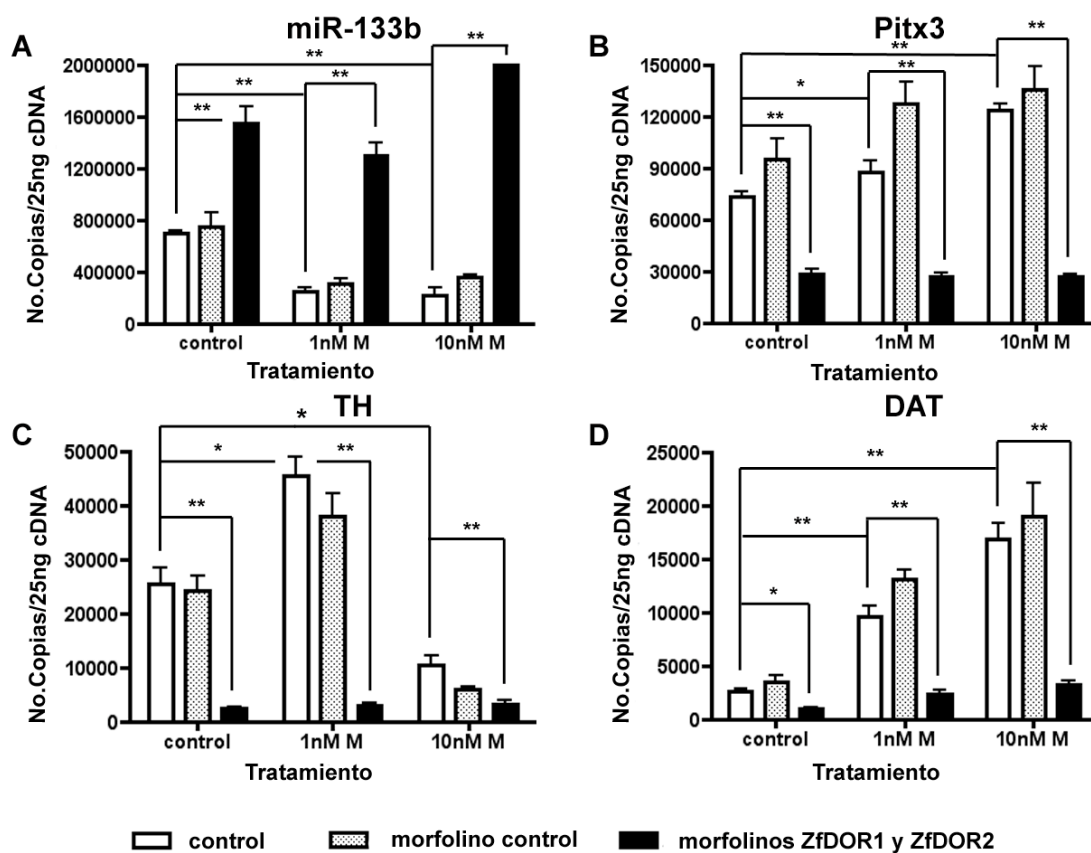 A
miR-133b
No.Copias/25ng cDNA
2000000
1600000
1200000
800000
400000
0
**
**
**
**
**
control
1nM M
10nM M
Tratamiento
B
Pitx3
No.Copias/25ng cDNA
150000
120000
90000
60000
30000
0
**
**
**
*
**
control
1nM M
10nM M
Tratamiento
C
TH
No.Copias/25ng cDNA
50000
40000
30000
20000
10000
0
*
*
**
**
**
control
1nM M
10nM M
Tratamiento
D
DAT
No.Copias/25ng cDNA
25000
20000
15000
10000
5000
0
**
**
**
**
*
control
1nM M
10nM M
Tratamiento
control
morfolino control
morfolinos ZfDOR1 y ZfDOR2